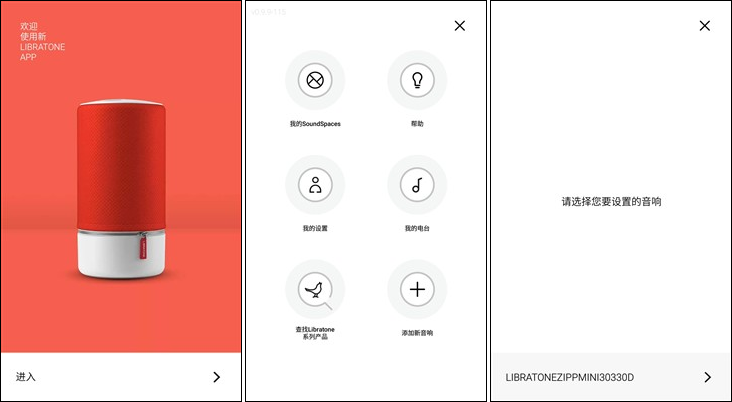 欢迎
使用新
LIBRATONE
APP
进入
我的SoundSpaces
帮助
我的设置
我的电台
查找Libratone
系列产品
添加新音响
请选择您要设置的音响
LIBRATONEZIPPMINI30330D